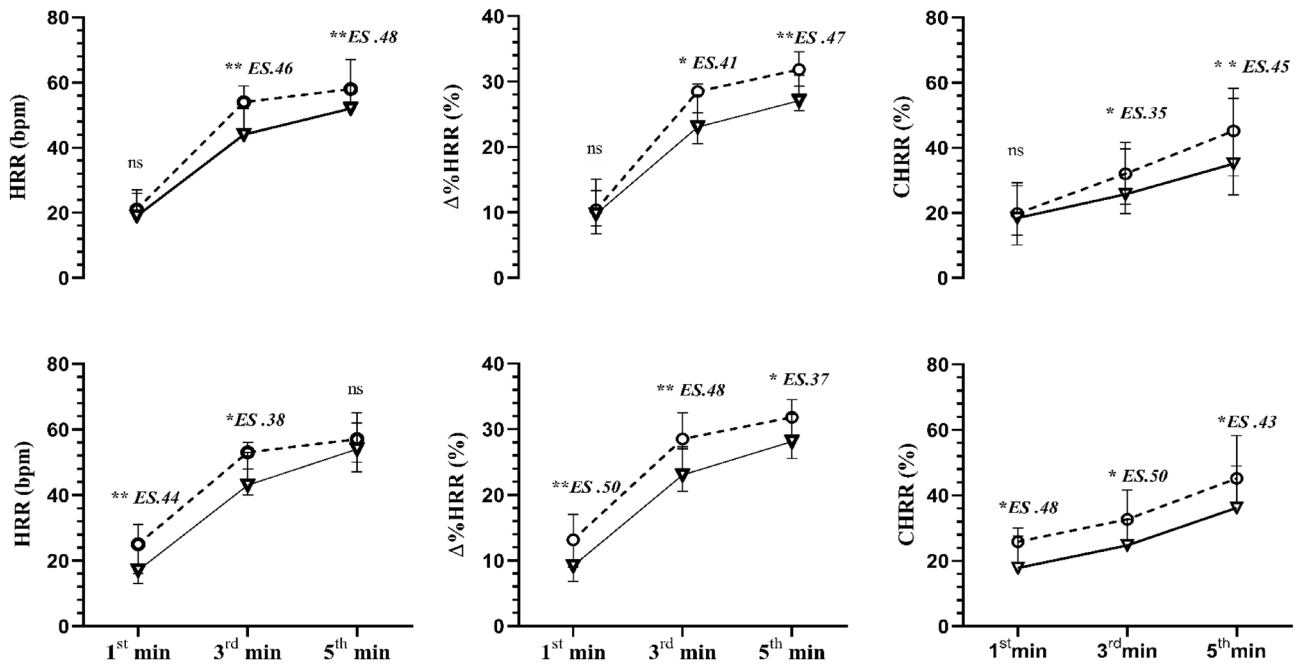 HRR (bpm)
80
60
40
20
0
ns
** ES.46
**ES .48
Δ%HRR (%)
40
30
20
10
0
ns
* ES.41
**ES .47
CHRR (%)
80
60
40
20
0
ns
* ES.35
* * ES.45
HRR (bpm)
80
60
40
20
0
** ES.44
*ES .38
ns
1st min
3rd min
5th min
Δ%HRR (%)
40
30
20
10
0
**ES .50
** ES.48
* ES.37
1st min
3rd min
5th min
CHRR (%)
80
60
40
20
0
*ES .48
* ES.50
*ES .43
1st min
3rd min
5th min